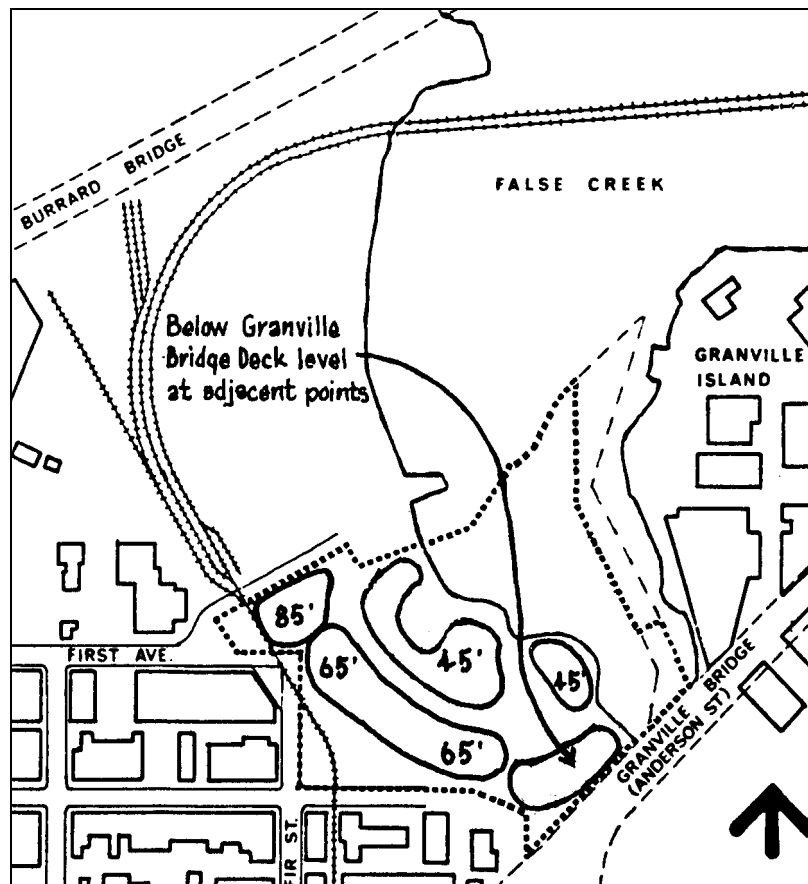 BURRARD BRIDGE
FALSE CREEK
Below Granville
Bridge Deck level
at adjacent points
GRANVILLE
ISLAND
85'
65'
45'
45'
65'
FIRST AVE.
GRANVILLE BRIDGE
(ANDERSON ST)
FIR ST.